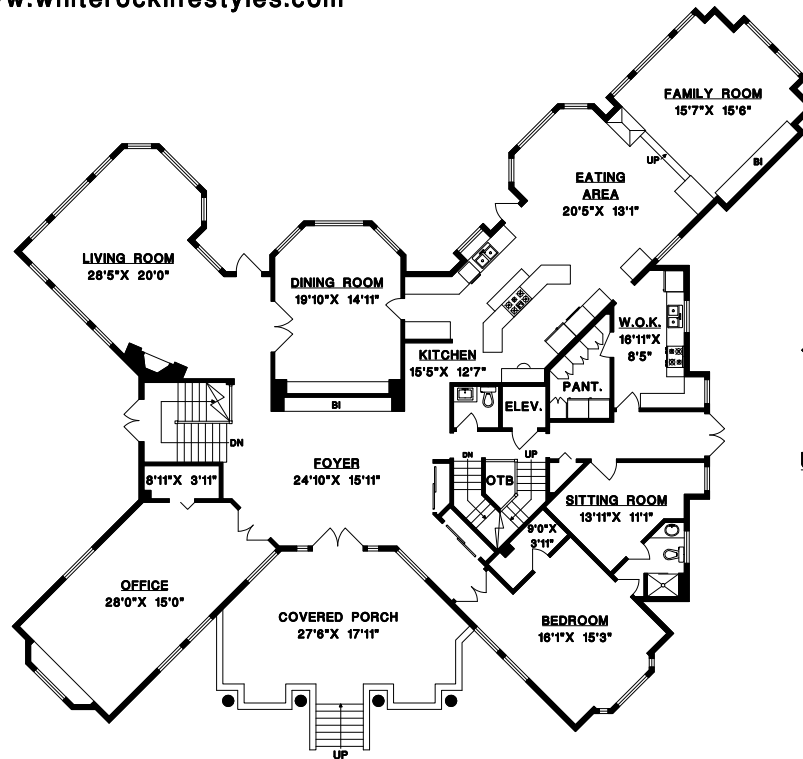 w.whiterocklifestyles.com
FAMILY ROOM
15'7"X 15'6"
UP
BI
EATING
AREA
20'5"X 13'1"
LIVING ROOM
28'5"X 20'0"
DINING ROOM
19'10"X 14'11"
W.O.K.
16'11"X
8'5"
KITCHEN
15'5"X 12'7"
PANT.
BI
ELEV.
DN
FOYER
24'10"X 15'11"
DN
UP
8'11"X 3'11"
OTB
SITTING ROOM
13'11"X 11'1"
9'0"X
3'11"
OFFICE
28'0"X 15'0"
COVERED PORCH
27'6"X 17'11"
BEDROOM
16'1"X 15'3"
UP